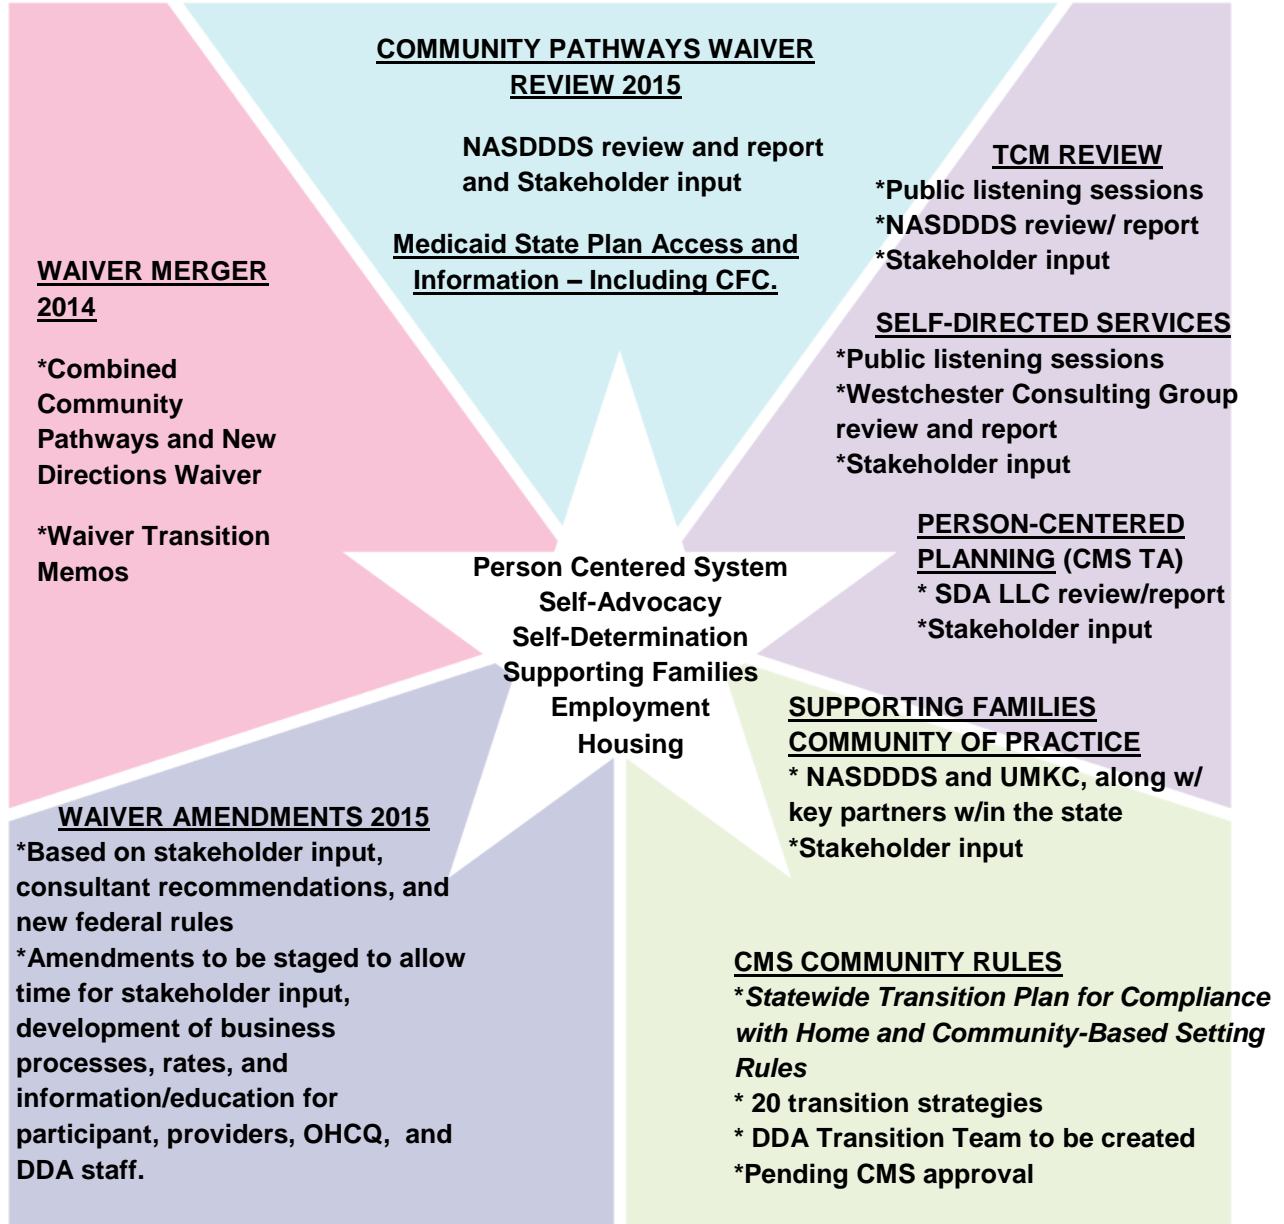 COMMUNITY PATHWAYS WAIVER
REVIEW 2015
NASDDDS review and report
and Stakeholder input
Medicaid State Plan Access and
Information – Including CFC.
TCM REVIEW
*Public listening sessions
*NASDDDS review/ report
*Stakeholder input
SELF-DIRECTED SERVICES
*Public listening sessions
*Westchester Consulting Group
review and report
*Stakeholder input
PERSON-CENTERED
PLANNING (CMS TA)
* SDA LLC review/report
*Stakeholder input
WAIVER MERGER
2014
*Combined
Community
Pathways and New
Directions Waiver
*Waiver Transition
Memos
Person Centered System
Self-Advocacy
Self-Determination
Supporting Families
Employment
Housing
SUPPORTING FAMILIES
COMMUNITY OF PRACTICE
* NASDDDS and UMKC, along w/
key partners w/in the state
*Stakeholder input
WAIVER AMENDMENTS 2015
*Based on stakeholder input,
consultant recommendations, and
new federal rules
*Amendments to be staged to allow
time for stakeholder input,
development of business
processes, rates, and
information/education for
participant, providers, OHCQ, and
DDA staff.
CMS COMMUNITY RULES
*Statewide Transition Plan for Compliance
with Home and Community-Based Setting
Rules
* 20 transition strategies
* DDA Transition Team to be created
*Pending CMS approval